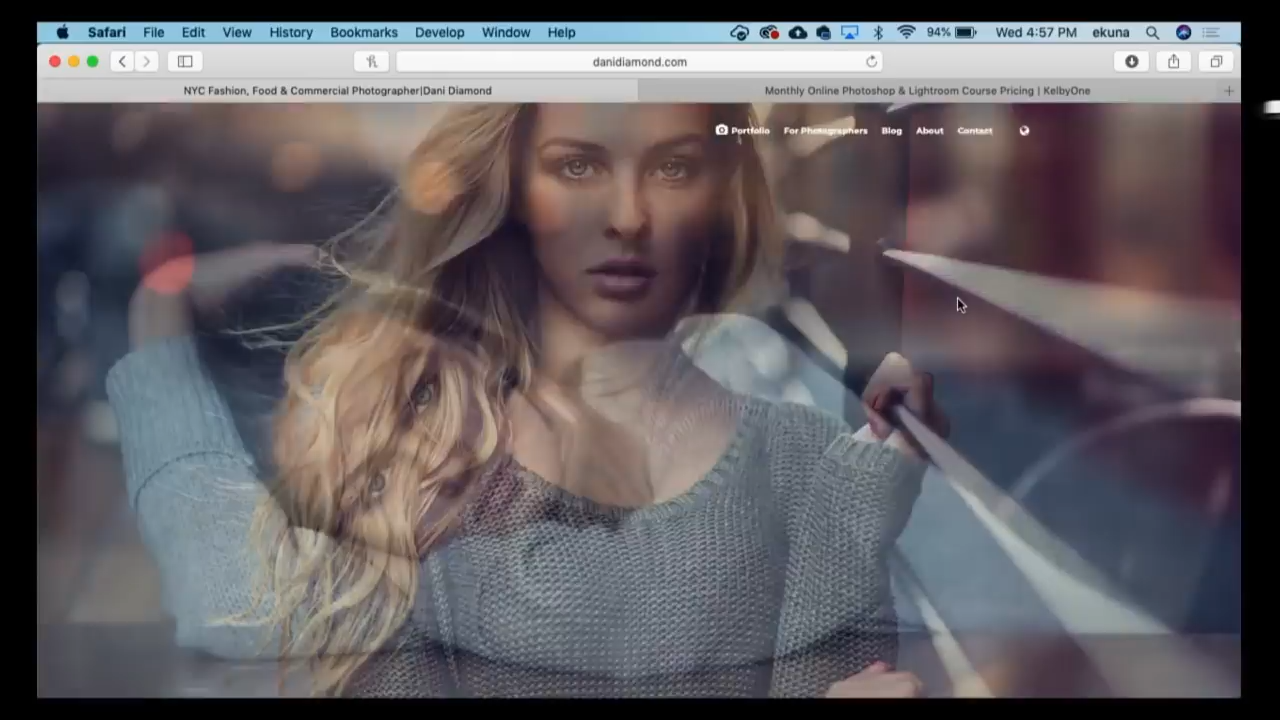 Safari File Edit View History Bookmarks Develop Window Help 94% Wed 4:57 PM ekuna
danidiamond.com
NYC Fashion, Food & Commercial Photographer|Dani Diamond Monthly Online Photoshop & Lightroom Course Pricing | KelbyOne
Portfolio For Photographers Blog About Contact